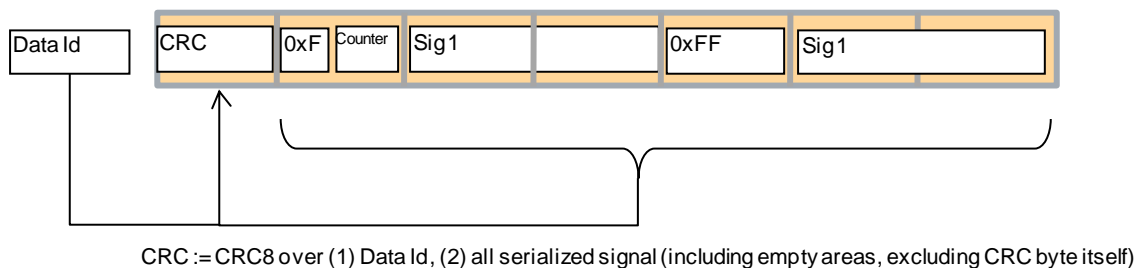 Data Id
CRC
0xF
Counter
Sig1
0xFF
Sig1
CRC := CRC8 over (1) Data Id, (2) all serialized signal (including empty areas, excluding CRC byte itself)